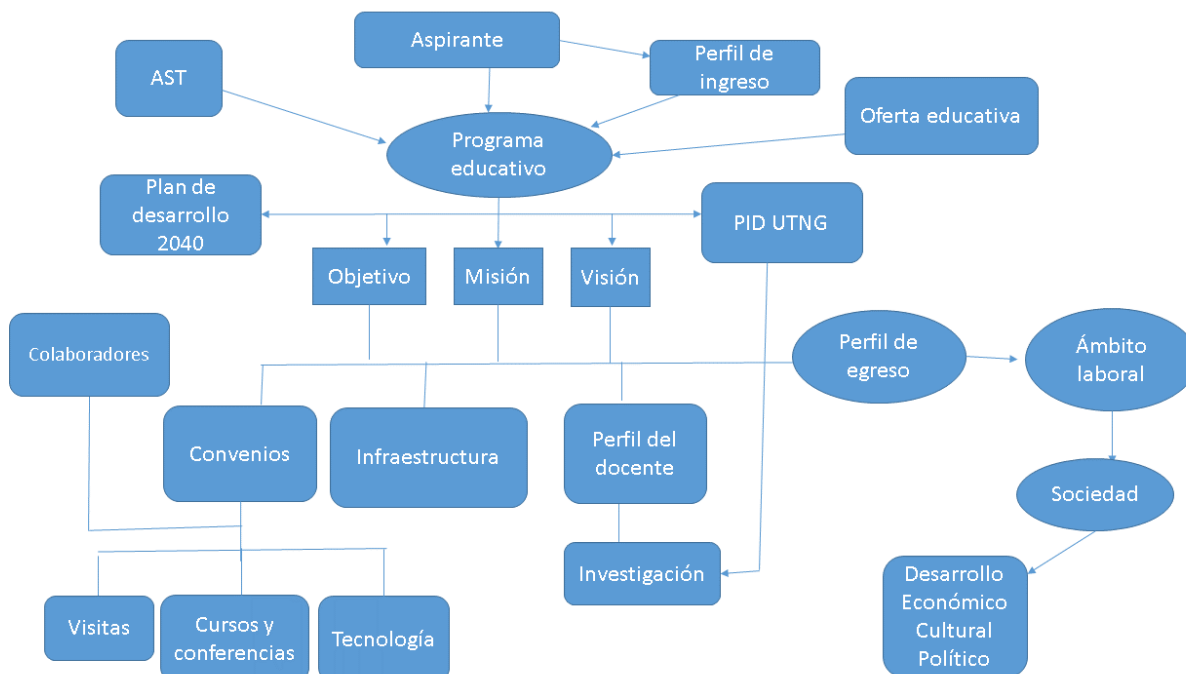 Aspirante
AST
Perfil de
ingreso
Oferta educativa
Programa
educativo
Plan de
desarrollo
2040
PID UTNG
Objetivo
Misión
Visión
Colaboradores
Perfil de
egreso
Ámbito
laboral
Convenios
Infraestructura
Perfil del
docente
Sociedad
Investigación
Desarrollo
Económico
Cultural
Político
Visitas
Cursos y
conferencias
Tecnología